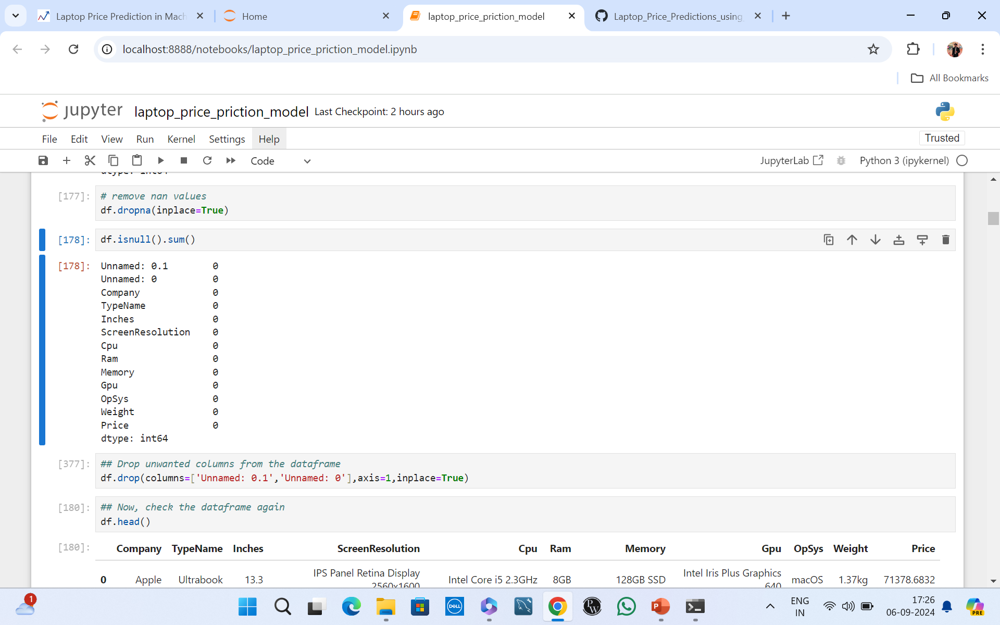 Laptop Price Prediction in Mach
Home
laptop_price_priction_model
Laptop_Price_Predictions_using_
localhost:8888/notebooks/laptop_price_priction_model.ipynb
All Bookmarks
jupyter laptop_price_priction_model Last Checkpoint: 2 hours ago
File Edit View Run Kernel Settings Help
Trusted
Code
JupyterLab
Python 3 (ipykernel)
dtype: int64
[177]: # remove nan values
df.dropna(inplace=True)
[178]: df.isnull().sum()
[178]: Unnamed: 0.1 0
Unnamed: 0 0
Company 0
TypeName 0
Inches 0
ScreenResolution 0
Cpu 0
Ram 0
Memory 0
Gpu 0
OpSys 0
Weight 0
Price 0
dtype: int64
[377]: ## Drop unwanted columns from the dataframe
df.drop(columns=['Unnamed: 0.1','Unnamed: 0'],axis=1,inplace=True)
[180]: ## Now, check the dataframe again
df.head()
[180]: Company TypeName Inches ScreenResolution Cpu Ram Memory Gpu OpSys Weight Price
0 Apple Ultrabook 13.3 IPS Panel Retina Display 2560x1600 Intel Core i5 2.3GHz 8GB 128GB SSD Intel Iris Plus Graphics 640 macOS 1.37kg 71378.6832
1
DELL
PW
P
ENG
IN
17:26
06-09-2024
PRE